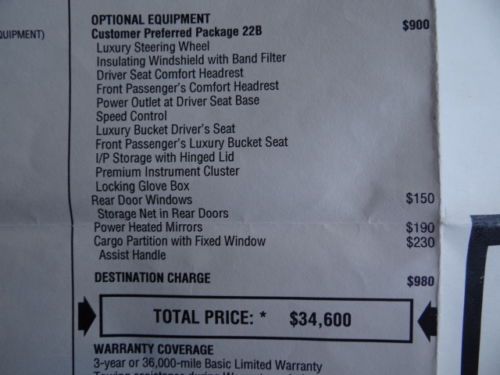 OPTIONAL EQUIPMENT
Customer Preferred Package 22B $900
QUIPMENT)
Luxury Steering Wheel
Insulating Windshield with Band Filter
Driver Seat Comfort Headrest
Front Passenger's Comfort Headrest
Power Outlet at Driver Seat Base
Speed Control
Luxury Bucket Driver's Seat
Front Passenger's Luxury Bucket Seat
I/P Storage with Hinged Lid
Premium Instrument Cluster
Locking Glove Box
Rear Door Windows $150
Storage Net in Rear Doors
Power Heated Mirrors $190
Cargo Partition with Fixed Window $230
Assist Handle
DESTINATION CHARGE $980
TOTAL PRICE: * $34,600
WARRANTY COVERAGE
3-year or 36,000-mile Basic Limited Warranty